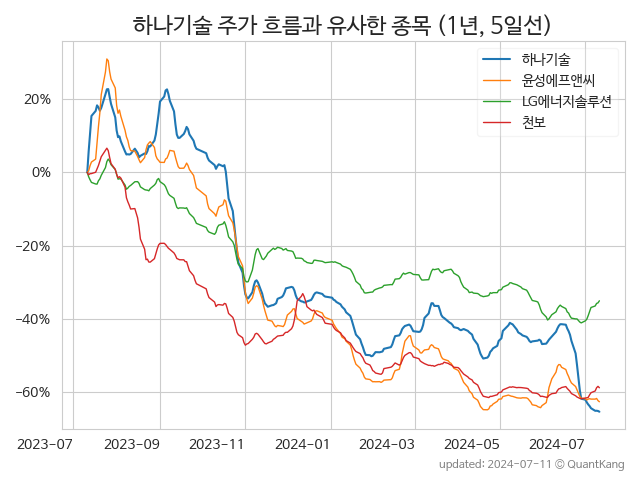 하나기술 주가 흐름과 유사한 종목 (1년, 5일선)
하나기술
윤성에프앤씨
LG에너지솔루션
천보
20%
0%
−20%
−40%
−60%
2023-07 2023-09 2023-11 2024-01 2024-03 2024-05 2024-07
updated: 2024-07-11 © QuantKang